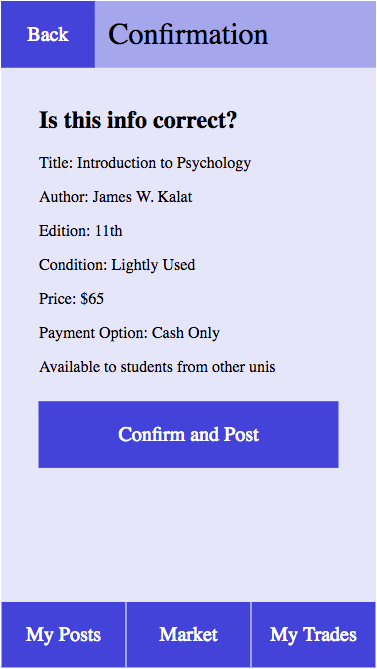 Back
Confirmation
Is this info correct?
Title: Introduction to Psychology
Author: James W. Kalat
Edition: 11th
Condition: Lightly Used
Price: $65
Payment Option: Cash Only
Available to students from other unis
Confirm and Post
My Posts
Market
My Trades